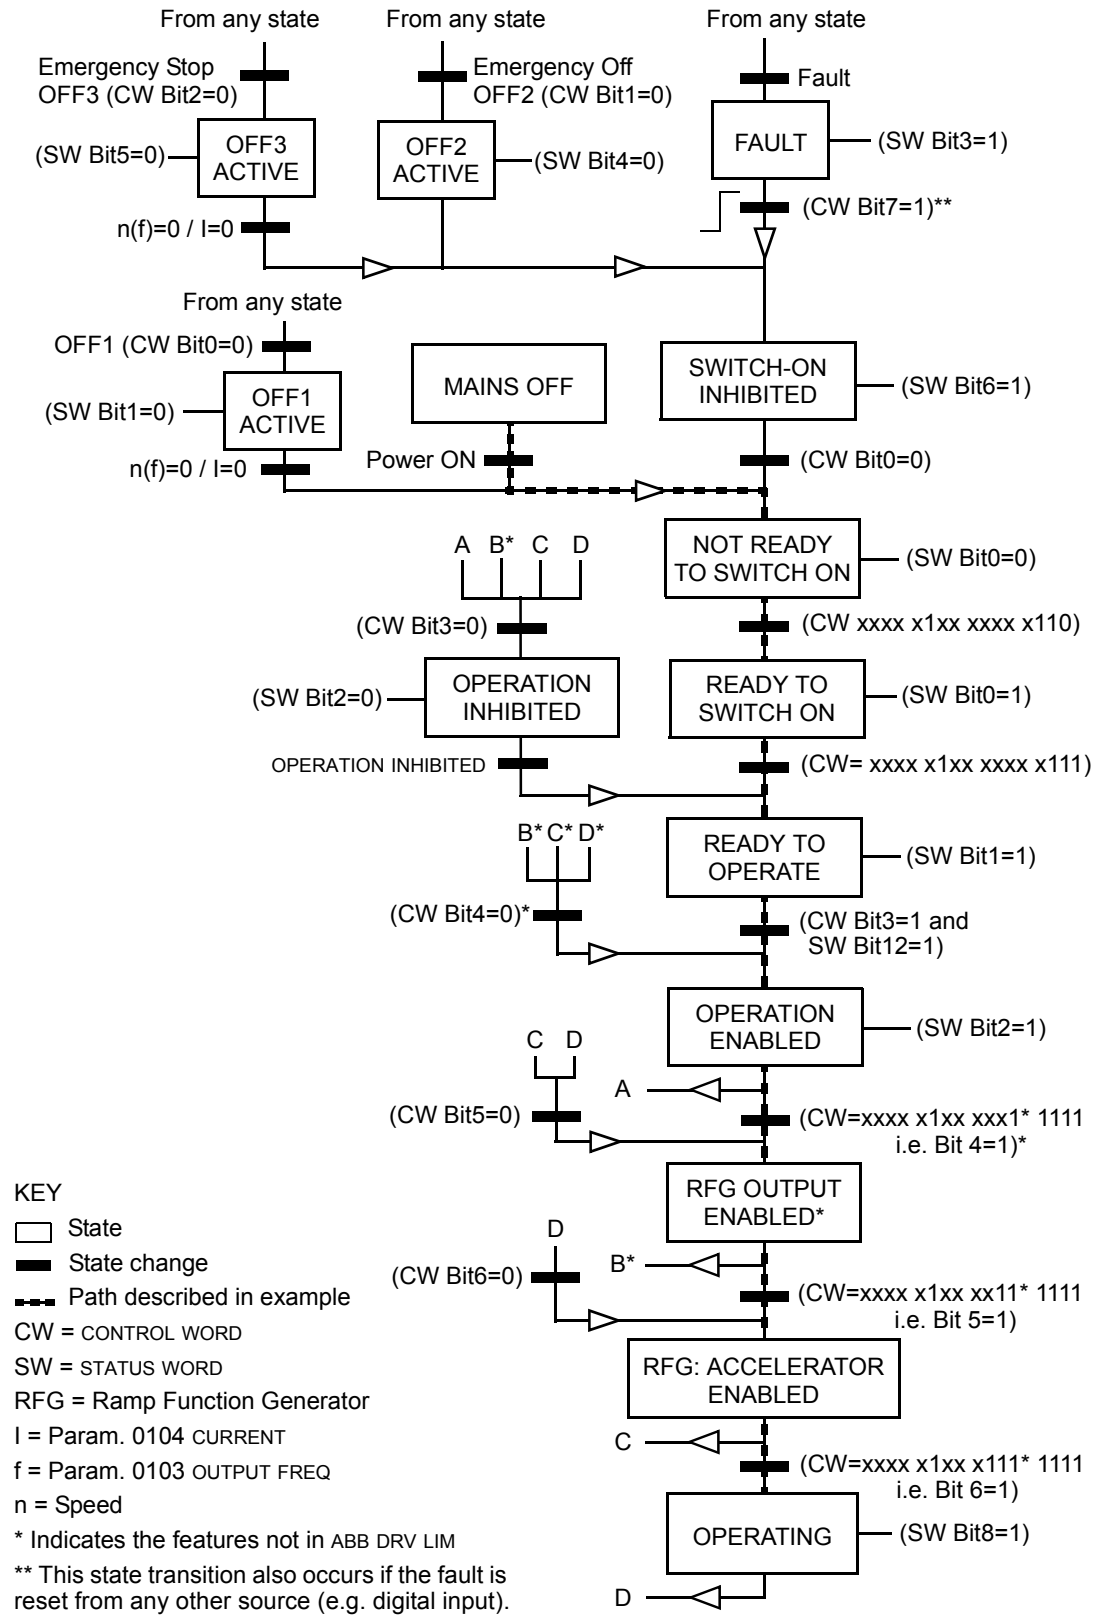 From any state
From any state
From any state
Emergency Stop
OFF3 (CW Bit2=0)
Emergency Off
OFF2 (CW Bit1=0)
Fault
(SW Bit5=0)
OFF3
ACTIVE
OFF2
ACTIVE
(SW Bit4=0)
FAULT
(SW Bit3=1)
n(f)=0 / I=0
(CW Bit7=1)**
From any state
OFF1 (CW Bit0=0)
(SW Bit1=0)
OFF1
ACTIVE
MAINS OFF
SWITCH-ON
INHIBITED
(SW Bit6=1)
n(f)=0 / I=0
Power ON
(CW Bit0=0)
A B* C D
NOT READY
TO SWITCH ON
(SW Bit0=0)
(CW Bit3=0)
(CW xxxx x1xx xxxx x110)
(SW Bit2=0)
OPERATION
INHIBITED
READY TO
SWITCH ON
(SW Bit0=1)
OPERATION INHIBITED
(CW= xxxx x1xx xxxx x111)
B* C* D*
READY TO
OPERATE
(SW Bit1=1)
(CW Bit4=0)*
(CW Bit3=1 and
SW Bit12=1)
OPERATION
ENABLED
(SW Bit2=1)
C D
A
(CW Bit5=0)
(CW=xxxx x1xx xxx1* 1111
i.e. Bit 4=1)*
RFG OUTPUT
ENABLED*
D
B*
(CW Bit6=0)
(CW=xxxx x1xx xx11* 1111
i.e. Bit 5=1)
RFG: ACCELERATOR
ENABLED
C
(CW=xxxx x1xx x111* 1111
i.e. Bit 6=1)
OPERATING
(SW Bit8=1)
D
KEY
State
State change
Path described in example
CW = CONTROL WORD
SW = STATUS WORD
RFG = Ramp Function Generator
I = Param. 0104 CURRENT
f = Param. 0103 OUTPUT FREQ
n = Speed
* Indicates the features not in ABB DRV LIM
** This state transition also occurs if the fault is
reset from any other source (e.g. digital input).